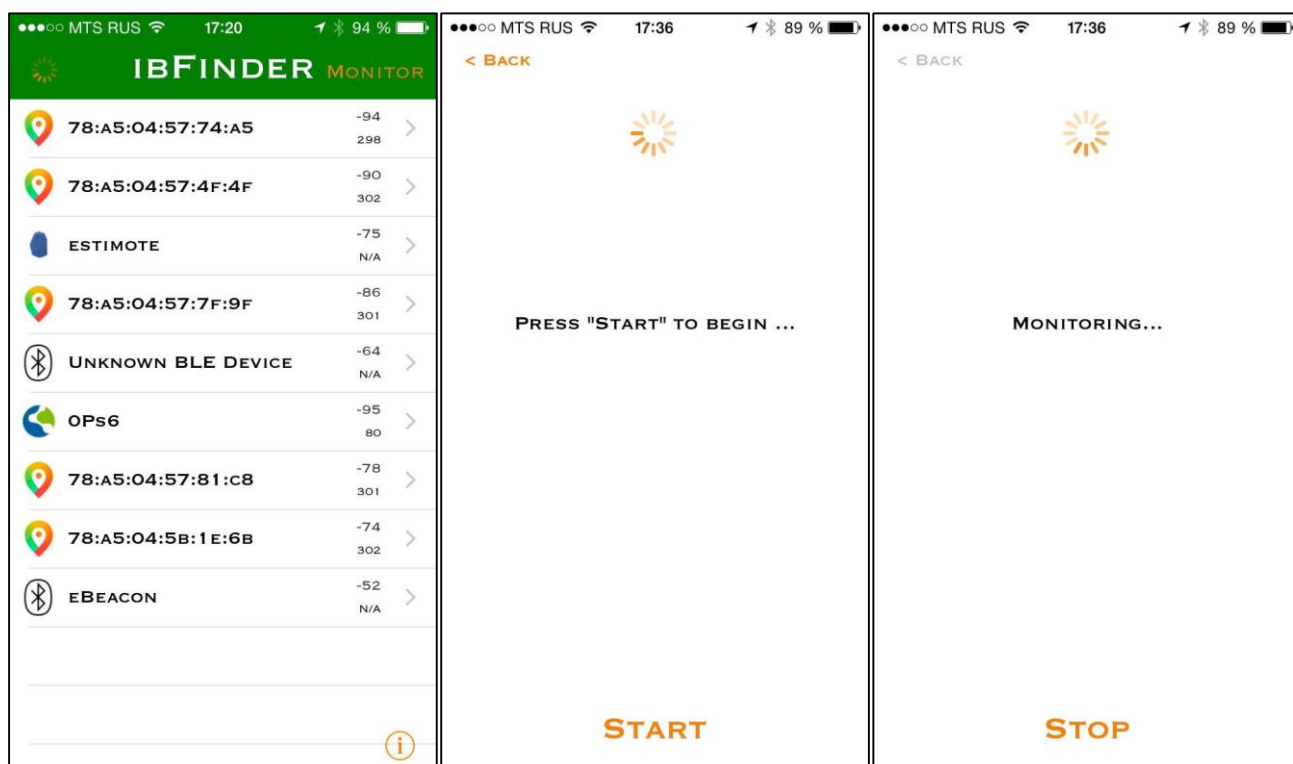 MTS RUS 17:20 94 %
IBFINDER MONITOR
78:A5:04:57:74:A5
-94
298
78:A5:04:57:4F:4F
-90
302
ESTIMOTE
-75
N/A
78:A5:04:57:7F:9F
-86
301
UNKNOWN BLE DEVICE
-64
N/A
0Ps6
-95
80
78:A5:04:57:81:C8
-78
301
78:A5:04:5B:1E:6B
-74
302
EBEACON
-52
N/A
i
MTS RUS 17:36 89 %
< BACK
PRESS "START" TO BEGIN ...
START
MTS RUS 17:36 89 %
< BACK
MONITORING...
STOP